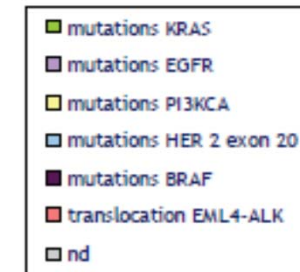 mutations KRAS
mutations EGFR
mutations PI3KCA
mutations HER 2 exon 20
mutations BRAF
translocation EML4-ALK
nd